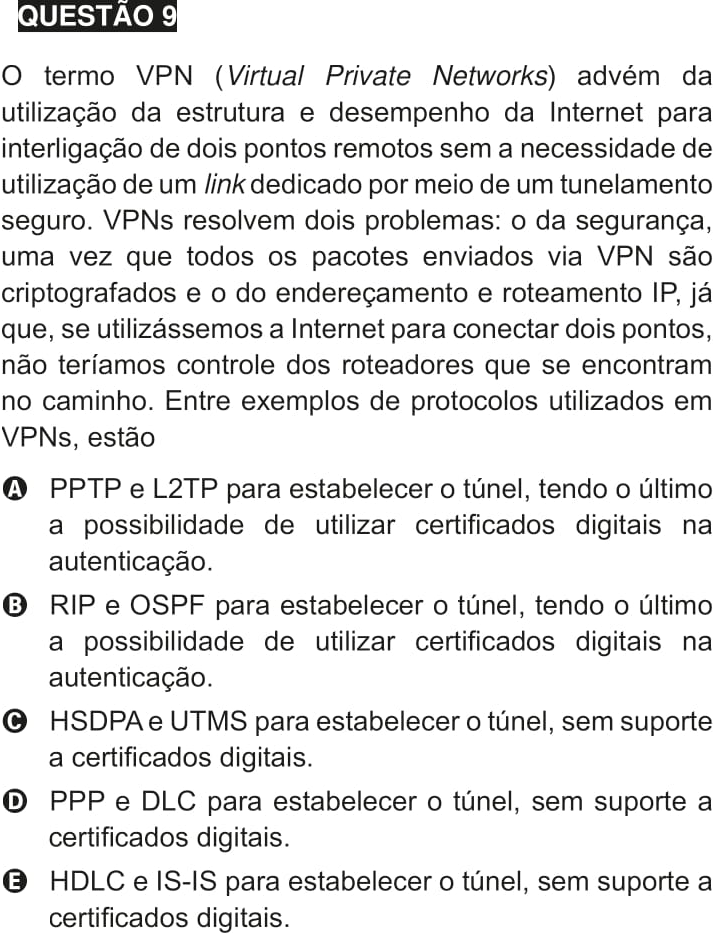 QUESTÃO 9
O termo VPN (Virtual Private Networks) advém da
utilização da estrutura e desempenho da Internet para
interligação de dois pontos remotos sem a necessidade de
utilização de um link dedicado por meio de um tunelamento
seguro. VPNs resolvem dois problemas: o da segurança,
uma vez que todos os pacotes enviados via VPN são
criptografados e o do endereçamento e roteamento IP, já
que, se utilizássemos a Internet para conectar dois pontos,
não teríamos controle dos roteadores que se encontram
no caminho. Entre exemplos de protocolos utilizados em
VPNs, estão
A PPTP e L2TP para estabelecer o túnel, tendo o último
a possibilidade de utilizar certificados digitais na
autenticação.
B RIP e OSPF para estabelecer o túnel, tendo o último
a possibilidade de utilizar certificados digitais na
autenticação.
C HSDPA e UTMS para estabelecer o túnel, sem suporte
a certificados digitais.
D PPP e DLC para estabelecer o túnel, sem suporte a
certificados digitais.
E HDLC e IS-IS para estabelecer o túnel, sem suporte a
certificados digitais.